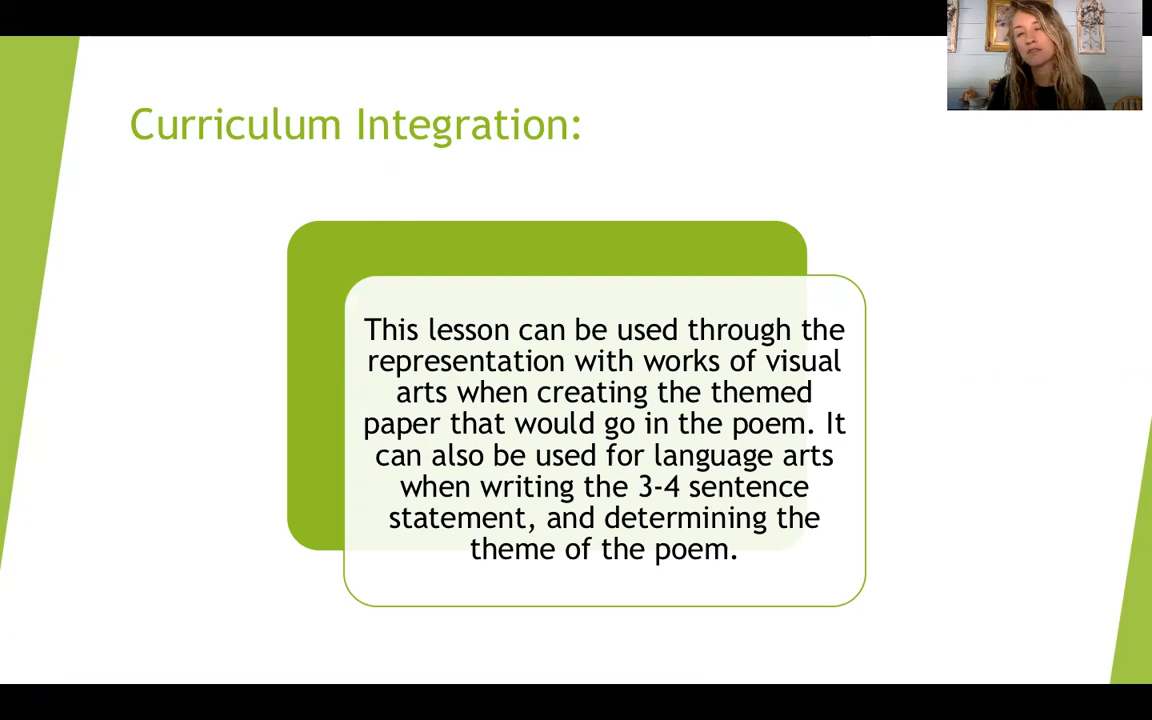 Curriculum Integration:
This lesson can be used through the
representation with works of visual
arts when creating the themed
paper that would go in the poem. It
can also be used for language arts
when writing the 3-4 sentence
statement, and determining the
theme of the poem.